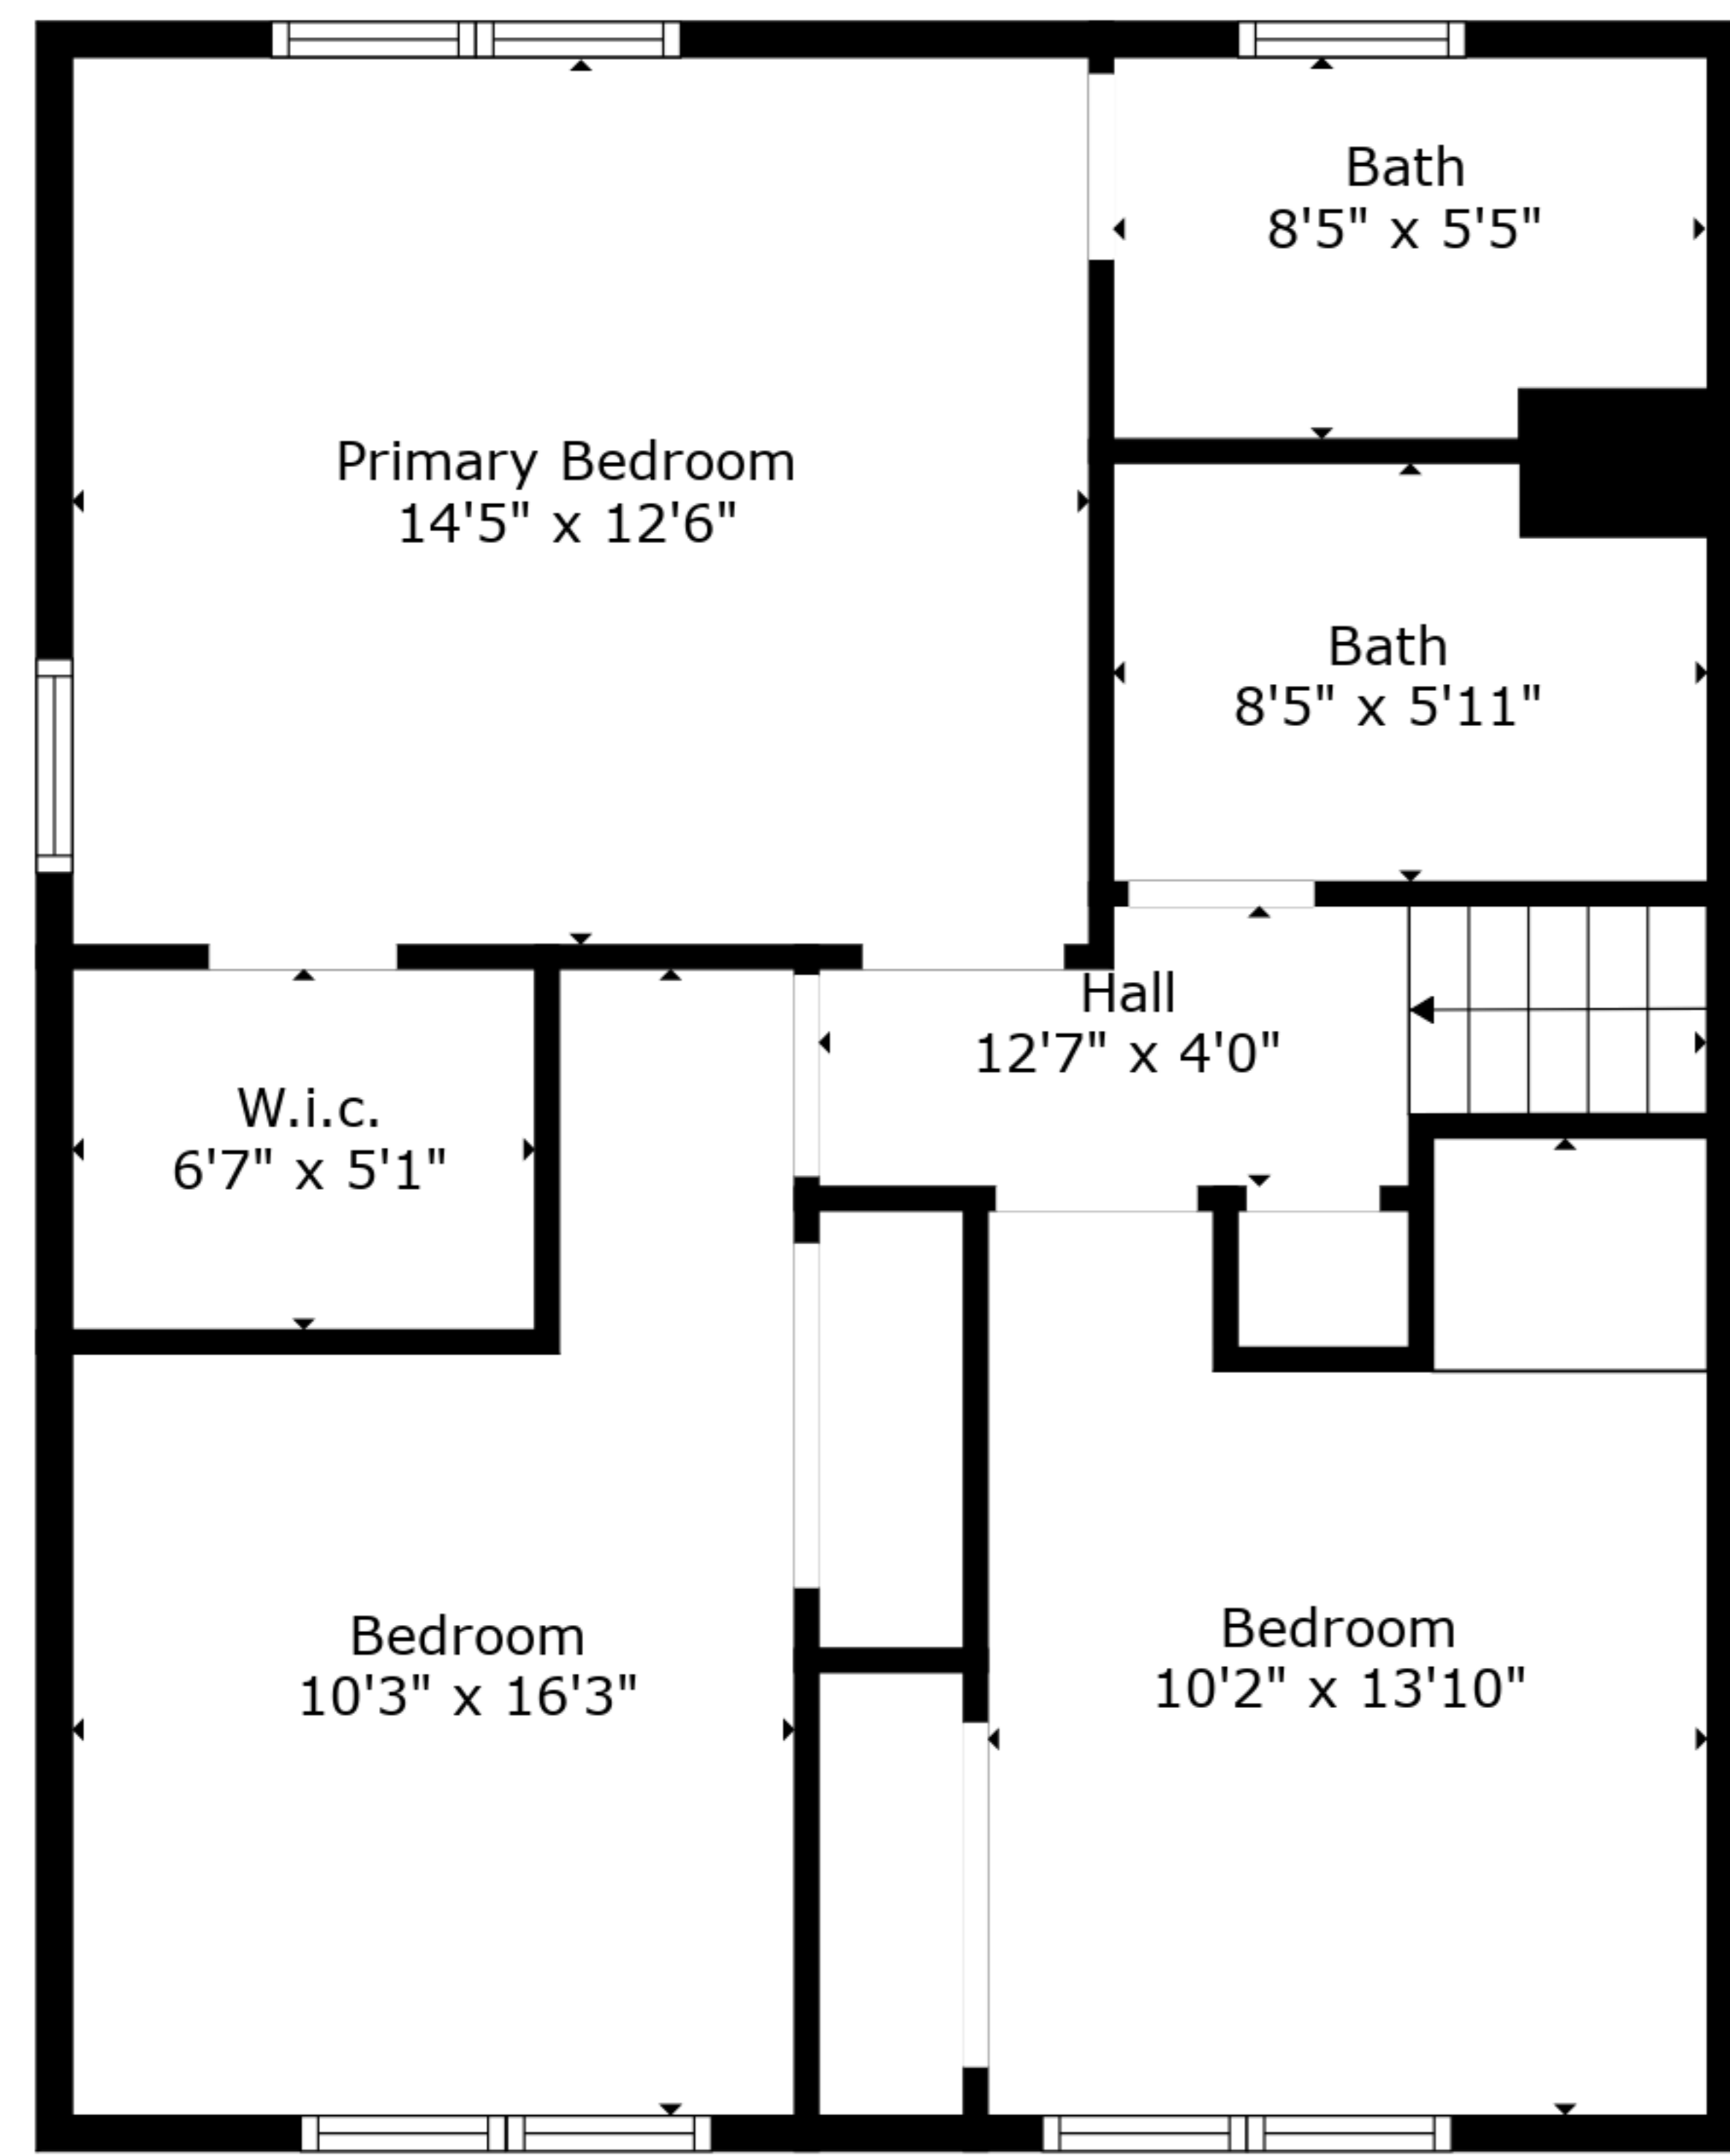 Bath
8'5" x 5'5"
Primary Bedroom
14'5" x 12'6"
Bath
8'5" x 5'11"
Hall
12'7" x 4'0"
W.i.c.
6'7" x 5'1"
Bedroom
10'3" x 16'3"
Bedroom
10'2" x 13'10"